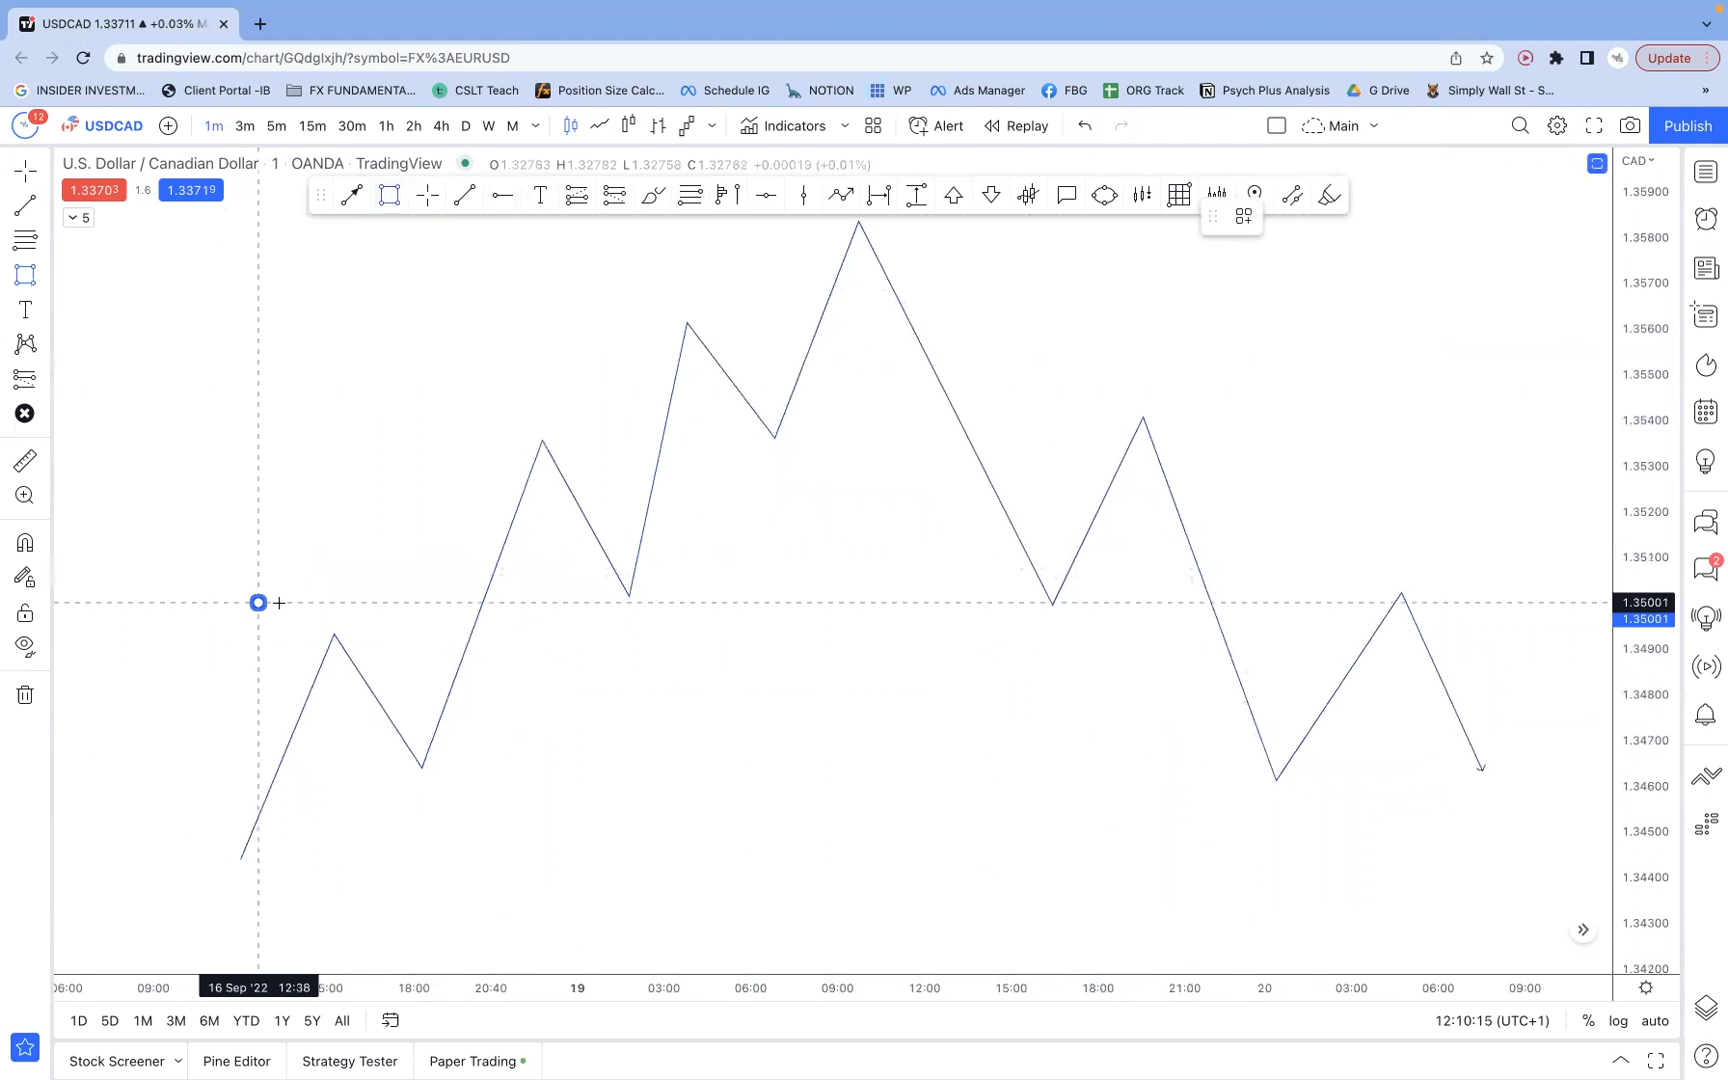 USDCAD 1.33711 ▲ +0.03% M
tradingview.com/chart/GQdglxjh/?symbol=FX%3AEURUSD
Update
INSIDER INVESTM...
Client Portal -IB
FX FUNDAMENTA...
CSLT Teach
Position Size Calc...
Schedule IG
NOTION
WP
Ads Manager
FBG
ORG Track
Psych Plus Analysis
G Drive
Simply Wall St - S...
12
USDCAD
1m 3m 5m 15m 30m 1h 2h 4h D W M
Indicators
Alert
Replay
Main
Publish
U.S. Dollar / Canadian Dollar · 1 · OANDA · TradingView
O1.32763 H1.32782 L1.32758 C1.32782 +0.00019 (+0.01%)
CAD
1.33703
1.6
1.33719
5
1.35900
1.35800
1.35700
1.35600
1.35500
1.35400
1.35300
1.35200
1.35100
1.35001
1.35001
1.34900
1.34800
1.34700
1.34600
1.34500
1.34400
1.34300
1.34200
2
06:00 09:00 16 Sep '22 12:38 5:00 18:00 20:40 19 03:00 06:00 09:00 12:00 15:00 18:00 21:00 20 03:00 06:00 09:00
1D 5D 1M 3M 6M YTD 1Y 5Y All
12:10:15 (UTC+1) % log auto
Stock Screener Pine Editor Strategy Tester Paper Trading